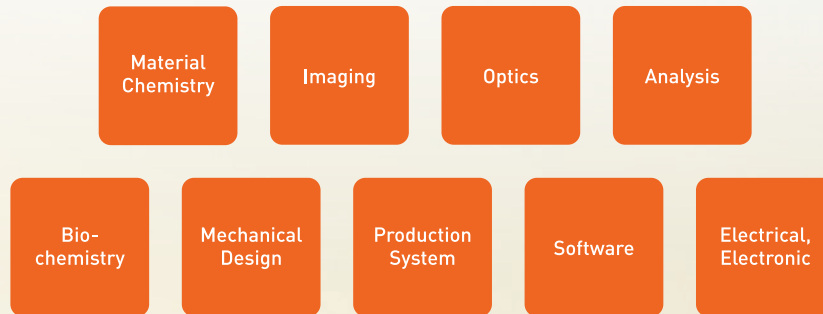 Material
Chemistry
Imaging
Optics
Analysis
Bio-
chemistry
Mechanical
Design
Production
System
Software
Electrical,
Electronic